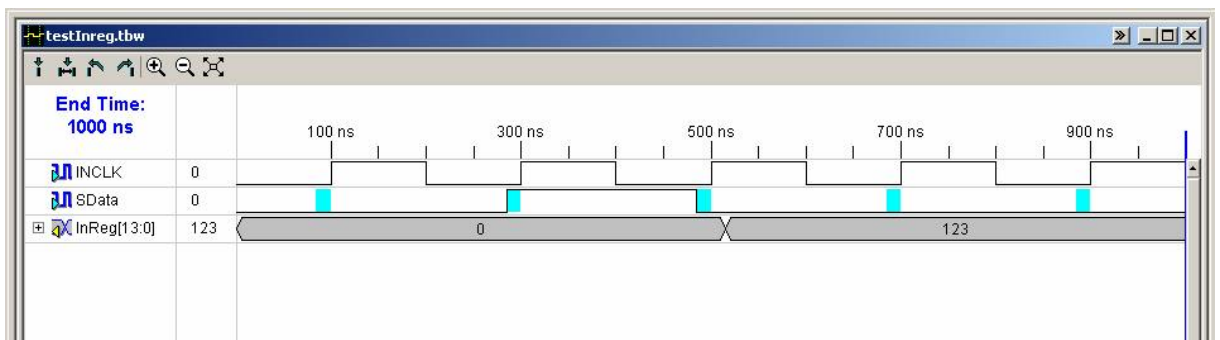 testInreg.tbw
End Time:
1000 ns
100 ns 300 ns 500 ns 700 ns 900 ns
INCLK 0
SData 0
InReg[13:0] 123 0 123